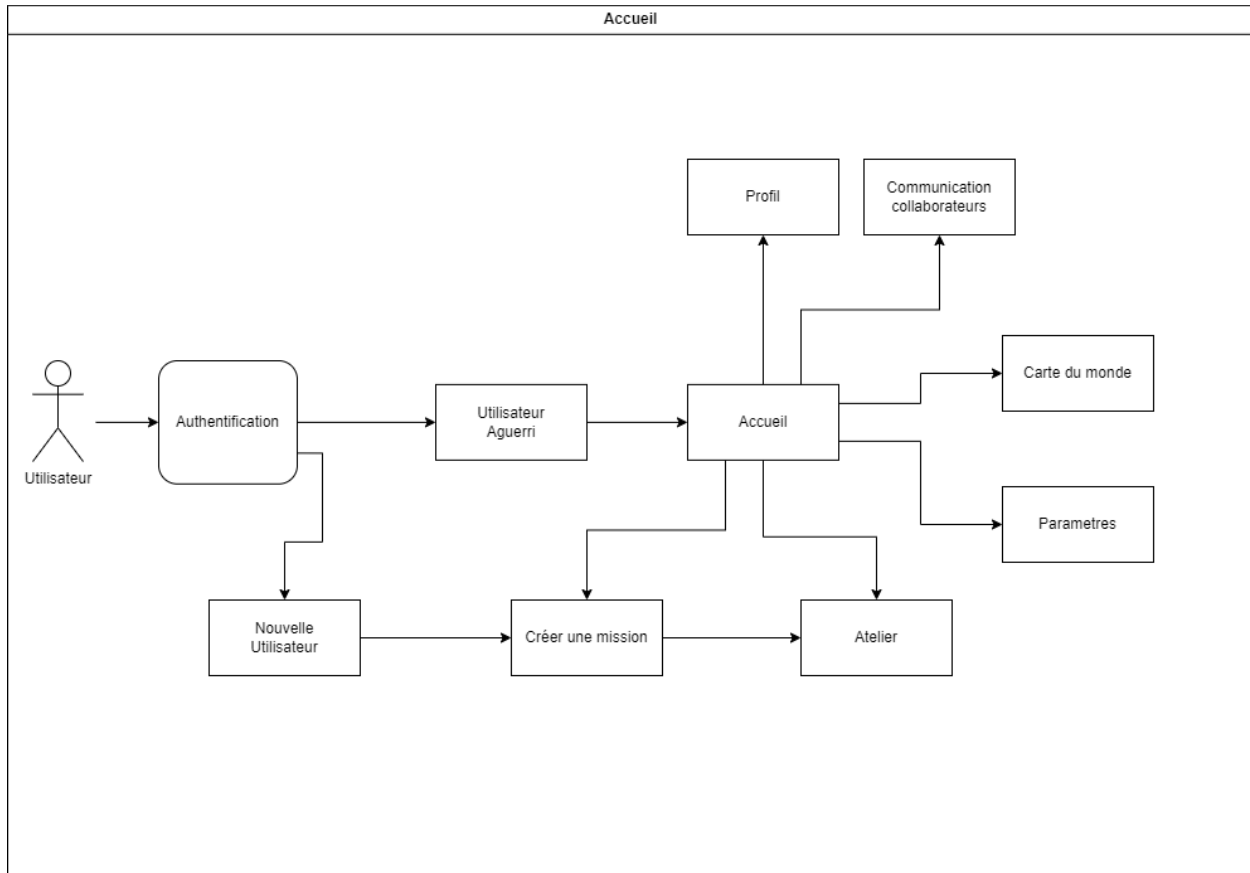 Accueil
Profil
Communication
collaborateurs
Carte du monde
Authentification
Utilisateur
Aguerri
Accueil
Utilisateur
Parametres
Nouvelle
Utilisateur
Créer une mission
Atelier